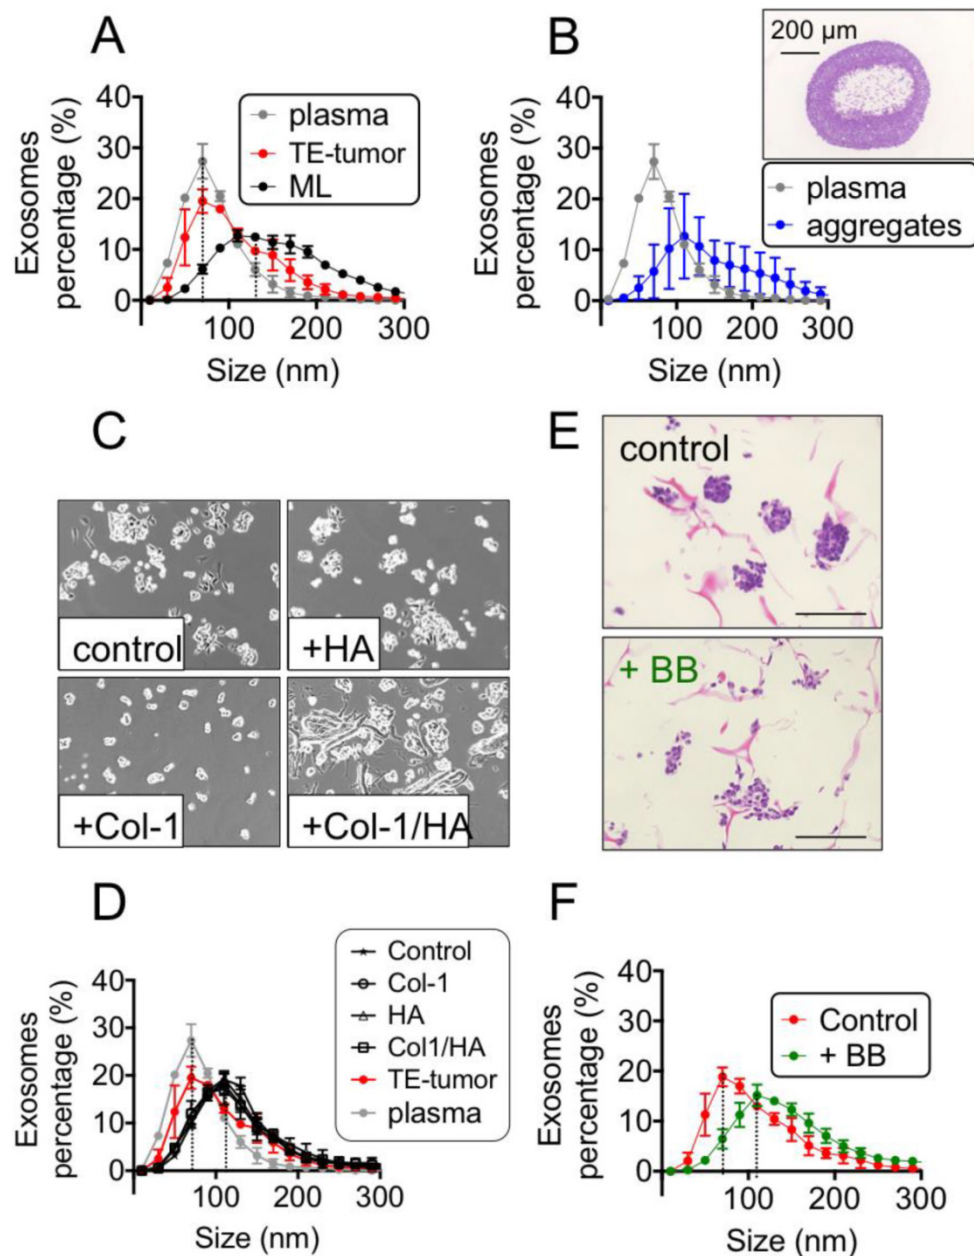 A
Exosomes
percentage (%)
40
30
20
10
0
100
200
300
Size (nm)
plasma
TE-tumor
ML
B
200 µm
Exosomes
percentage (%)
40
30
20
10
0
100
200
300
Size (nm)
plasma
aggregates
C
control
+HA
+Col-1
+Col-1/HA
E
control
+ BB
D
Exosomes
percentage (%)
40
30
20
10
0
100
200
300
Size (nm)
Control
Col-1
HA
Col1/HA
TE-tumor
plasma
F
Exosomes
percentage (%)
40
30
20
10
0
100
200
300
Size (nm)
Control
+ BB